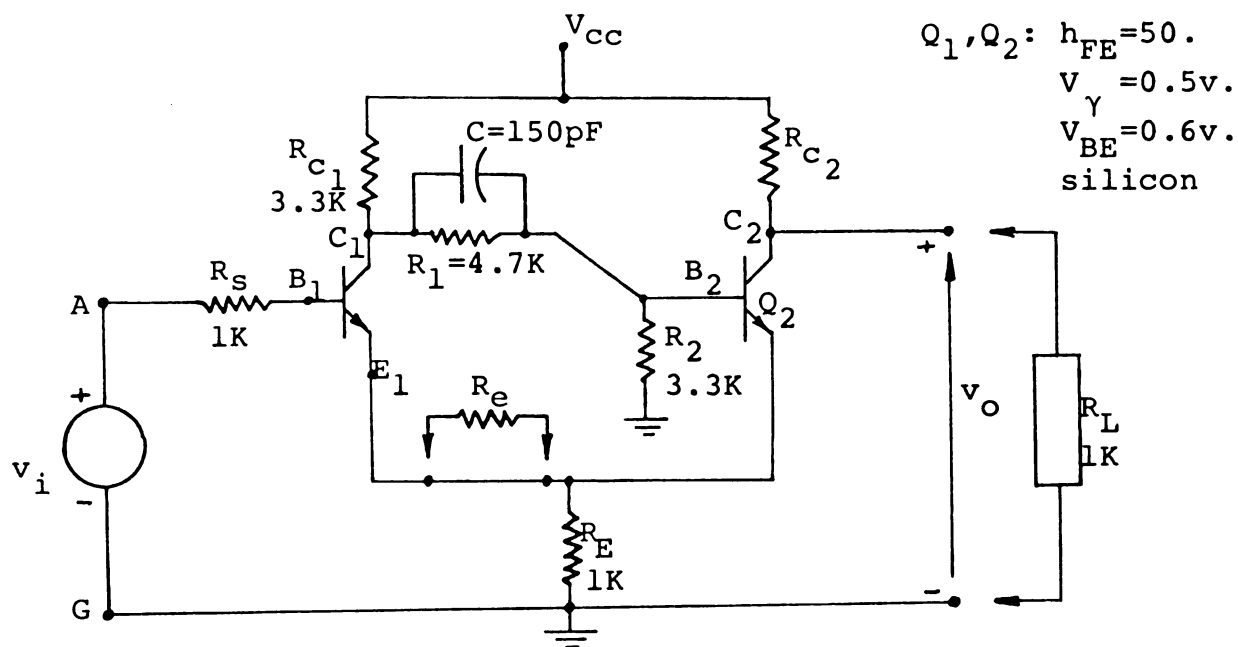 V_cc
Q_1,Q_2: h_FE=50.
V_γ=0.5v.
V_BE=0.6v.
silicon
C=150pF
R_c1
3.3K
R_c2
C_1
R_1=4.7K
C_2
+
A
R_s
1K
B_1
B_2
Q_2
R_2
3.3K
E_1
R_e
+
v_i
-
v_o
R_L
1K
R_E
1K
-
G